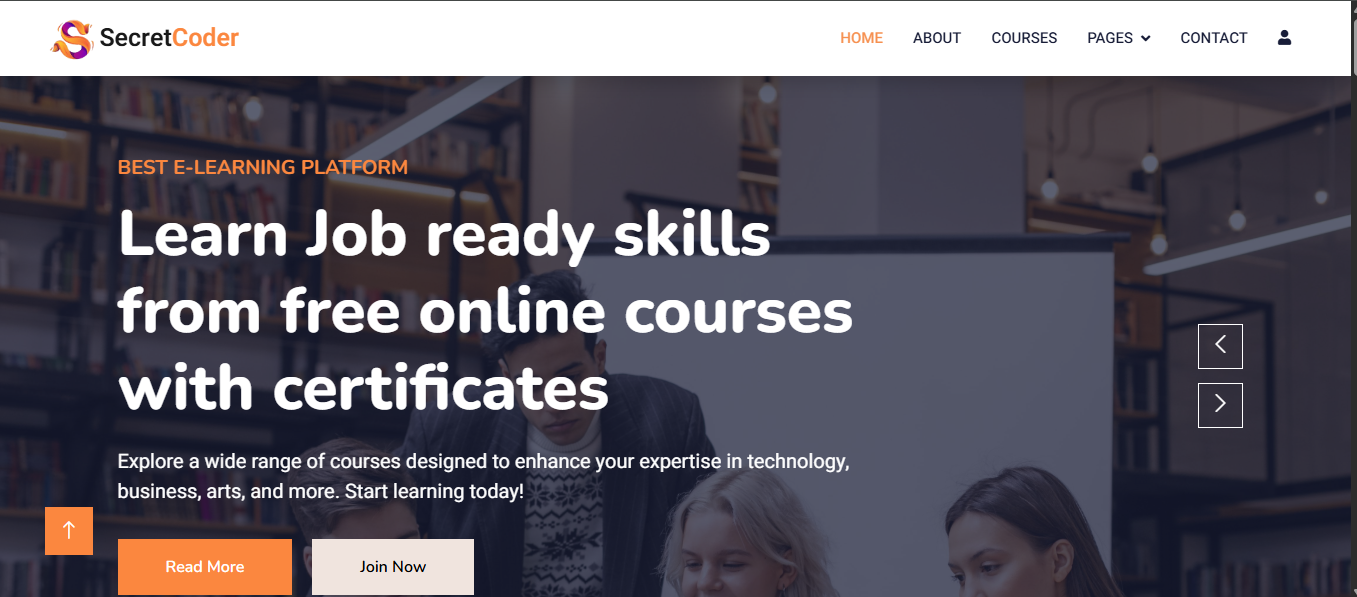 SecretCoder
HOME ABOUT COURSES PAGES CONTACT
BEST E-LEARNING PLATFORM
Learn Job ready skills
from free online courses
with certificates
Explore a wide range of courses designed to enhance your expertise in technology,
business, arts, and more. Start learning today!
Read More Join Now